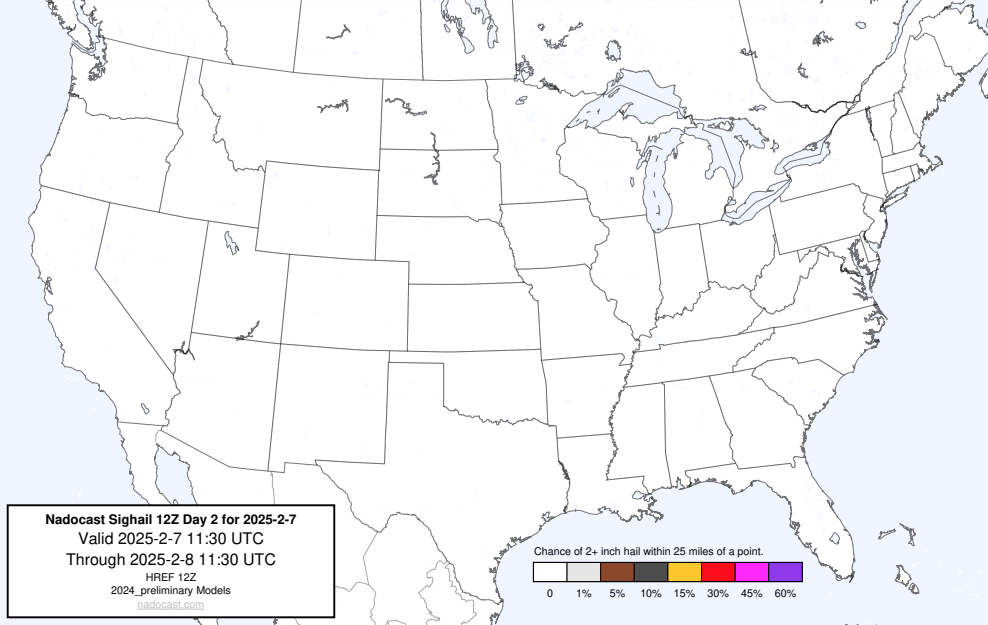 Nadocast Sighail 12Z Day 2 for 2025-2-7
Valid 2025-2-7 11:30 UTC
Through 2025-2-8 11:30 UTC
HREF 12Z
2024_preliminary Models
nadocast.com
Chance of 2+ inch hail within 25 miles of a point.
0 1% 5% 10% 15% 30% 45% 60%